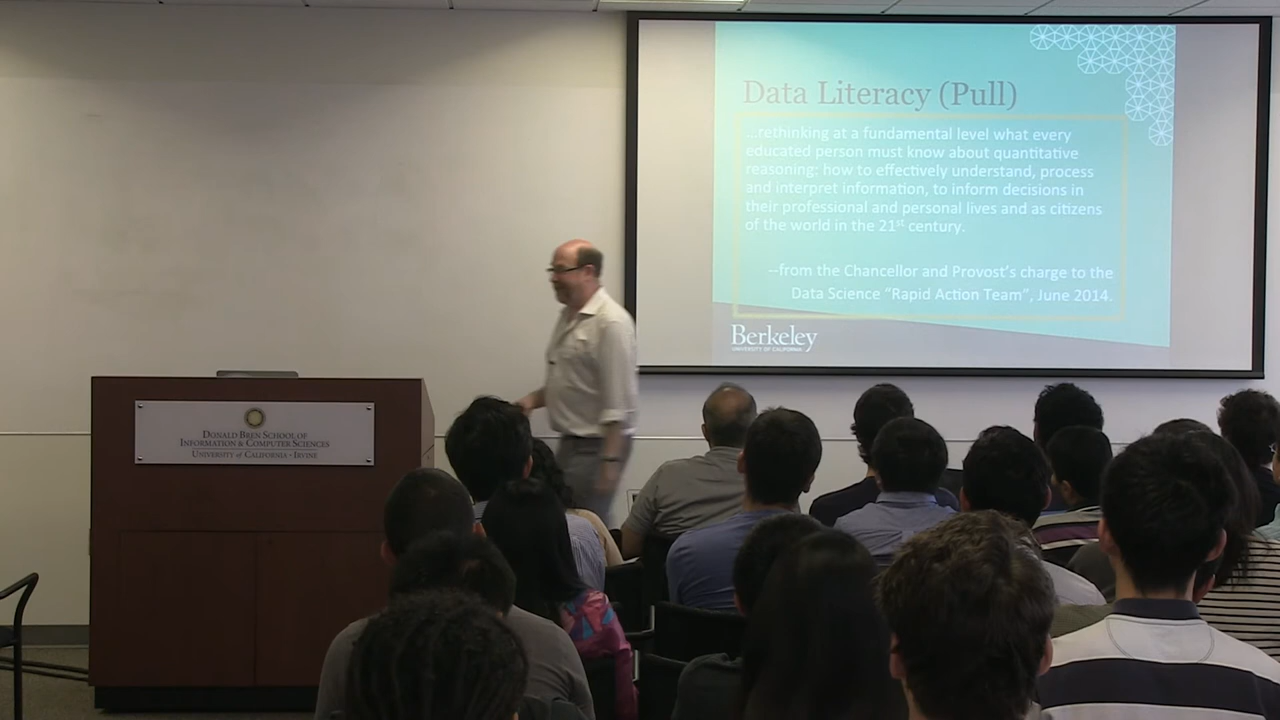 Data Literacy (Pull)
...rethinking at a fundamental level what every
educated person must know about quantitative
reasoning: how to effectively understand, process
and interpret information, to inform decisions in
their professional and personal lives and as citizens
of the world in the 21st century.
--from the Chancellor and Provost's charge to the
Data Science “Rapid Action Team”, June 2014.
Berkeley
UNIVERSITY OF CALIFORNIA
DONALD BREN SCHOOL OF
INFORMATION & COMPUTER SCIENCES
UNIVERSITY of CALIFORNIA · IRVINE